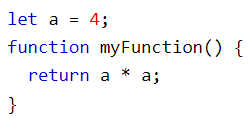 let a = 4;
function myFunction() {
  return a * a;
}